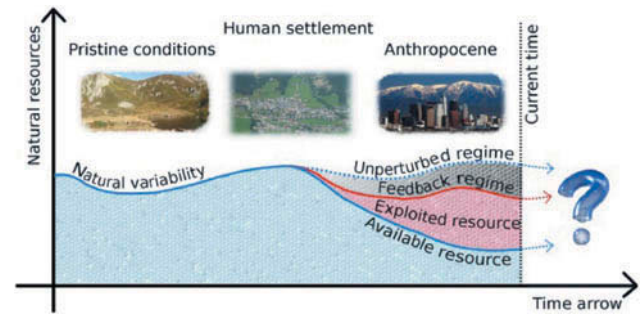 Human settlement
Pristine conditions
Anthropocene
Natural resources
Current time
Natural variability
Unperturbed regime
Feedback regime
Exploited resource
Available resource
?
Time arrow